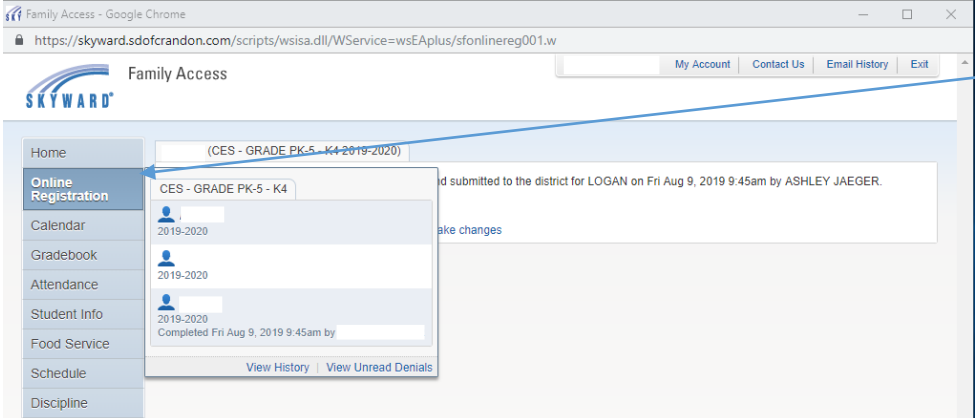 Family Access - Google Chrome
https://skyward.sdofcrandon.com/scripts/wsisa.dll/WService=wsEAplus/sfonlinereg001.w
SKYWARD®
Family Access
My Account
Contact Us
Email History
Exit
Home
Online
Registration
Calendar
Gradebook
Attendance
Student Info
Food Service
Schedule
Discipline
(CES - GRADE PK-5 - K4 2019-2020)
submitted to the district for LOGAN on Fri Aug 9, 2019 9:45am by ASHLEY JAEGER.
changes
CES - GRADE PK-5 - K4
2019-2020
2019-2020
2019-2020
Completed Fri Aug 9, 2019 9:45am by
View History | View Unread Denials